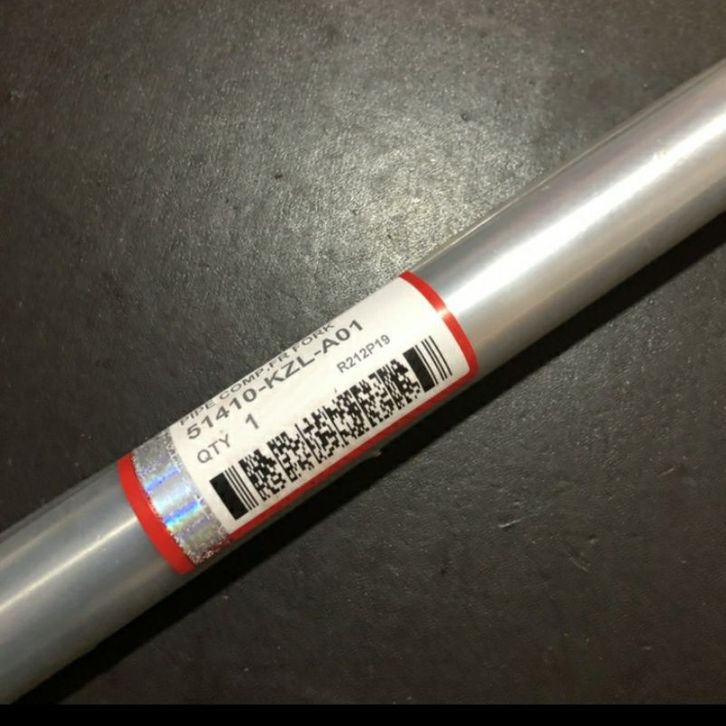 PIPE COMP,FR FORK
51410-KZL-A01
QTY 1
R212P19